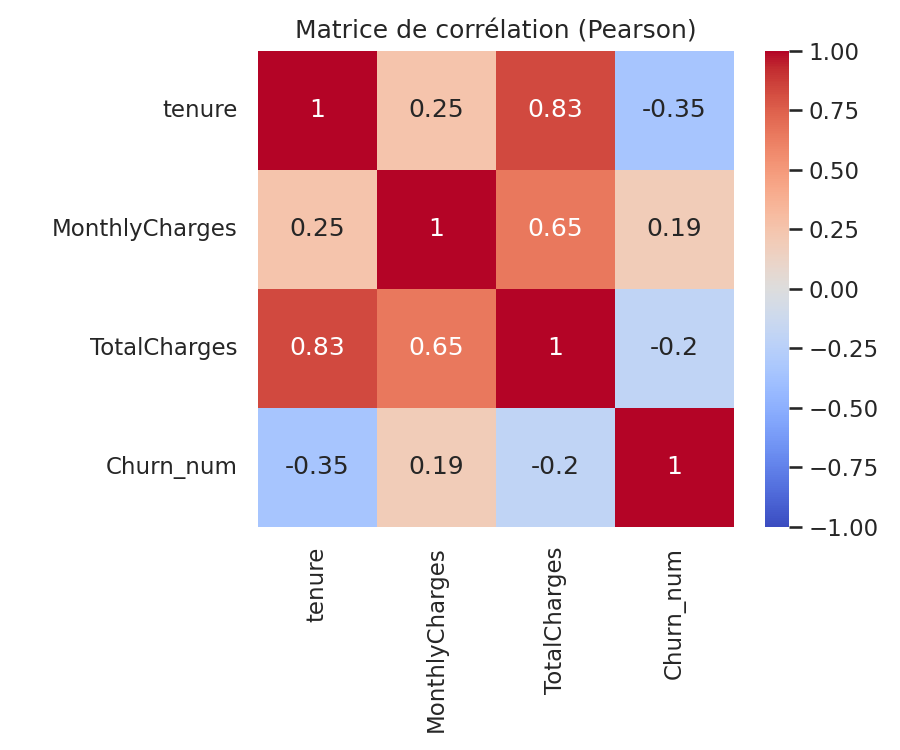 Matrice de corrélation (Pearson)
tenure 1 0.25 0.83 -0.35
MonthlyCharges 0.25 1 0.65 0.19
TotalCharges 0.83 0.65 1 -0.2
Churn_num -0.35 0.19 -0.2 1
tenure MonthlyCharges TotalCharges Churn_num
1.00
0.75
0.50
0.25
0.00
−0.25
−0.50
−0.75
−1.00